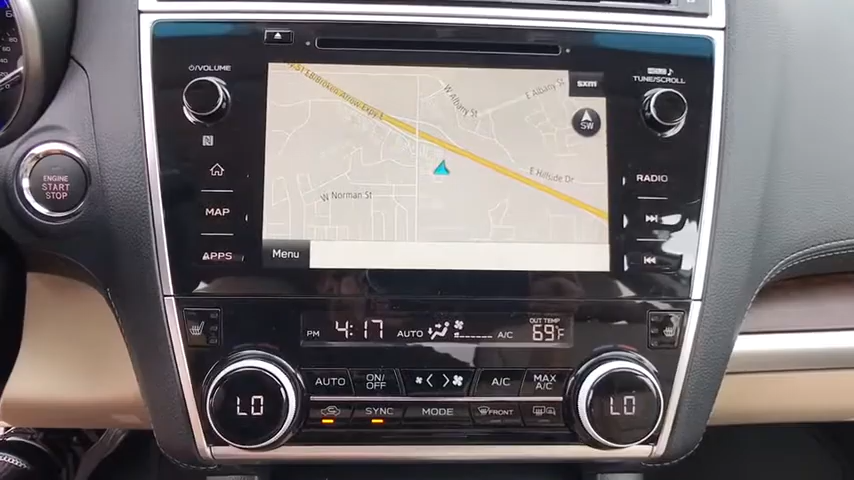 ⏻/VOLUME
TUNE/SCROLL
SXM
W Albany St
E Albany St
SW
E Hillside Dr
W Norman St
Menu
MAP
APPS
RADIO
ENGINE
START
STOP
PM 4:17 AUTO A/C OUT TEMP 69°F
AUTO ON/OFF A/C MAX A/C
SYNC MODE FRONT
LO
LO